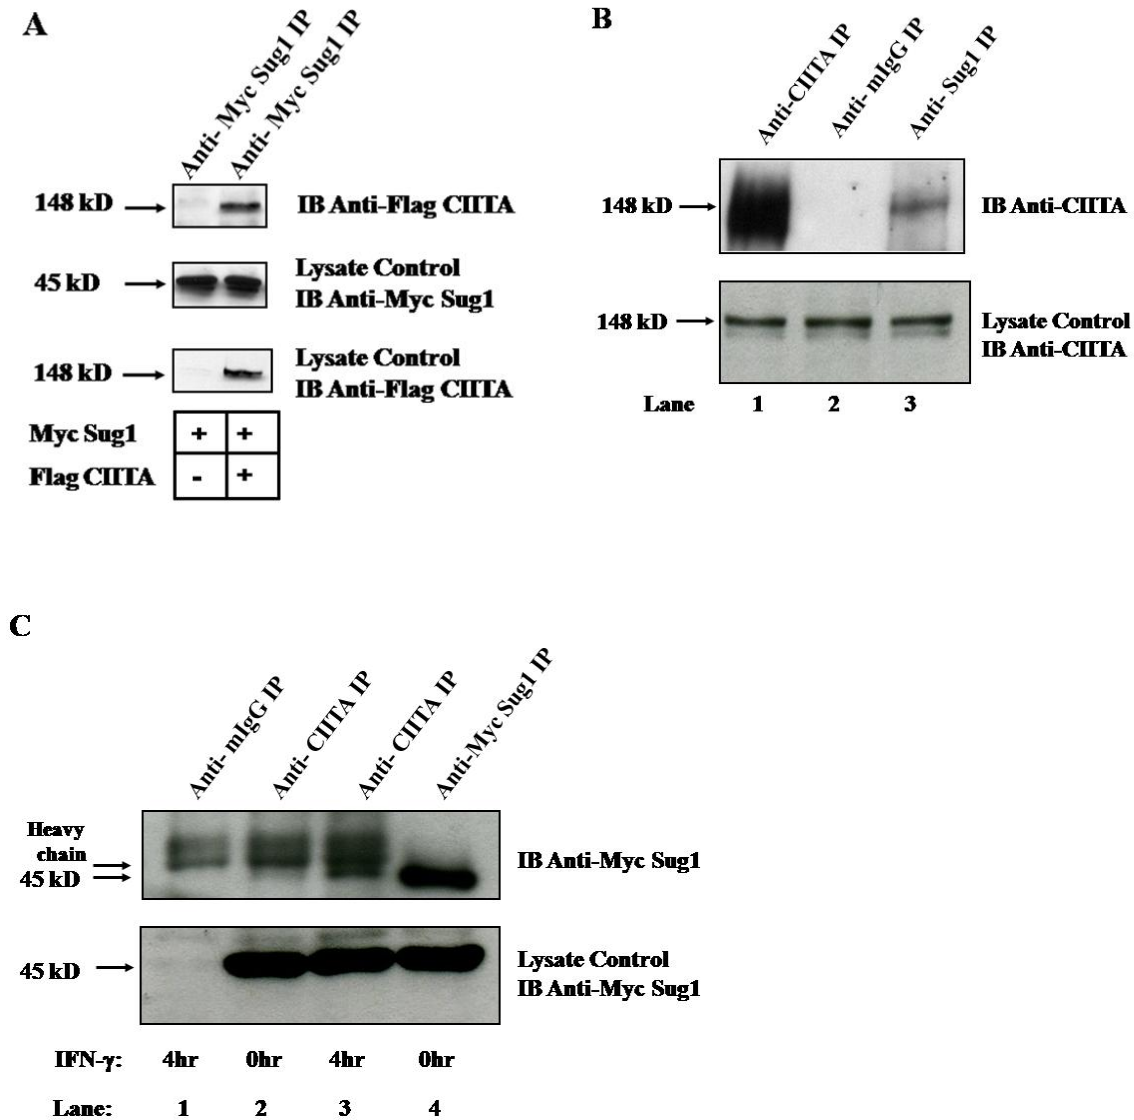 A
Anti- Myc Sug1 IP
Anti- Myc Sug1 IP
148 kD
IB Anti-Flag CIITA
45 kD
Lysate Control
IB Anti-Myc Sug1
148 kD
Lysate Control
IB Anti-Flag CIITA
Myc Sug1 + +
Flag CIITA - +
B
Anti-CIITA IP
Anti- mIgG IP
Anti- Sug1 IP
148 kD
IB Anti-CIITA
148 kD
Lysate Control
IB Anti-CIITA
Lane 1 2 3
C
Anti- mIgG IP
Anti- CIITA IP
Anti- CIITA IP
Anti-Myc Sug1 IP
Heavy
chain
45 kD
IB Anti-Myc Sug1
45 kD
Lysate Control
IB Anti-Myc Sug1
IFN-γ: 4hr 0hr 4hr 0hr
Lane: 1 2 3 4